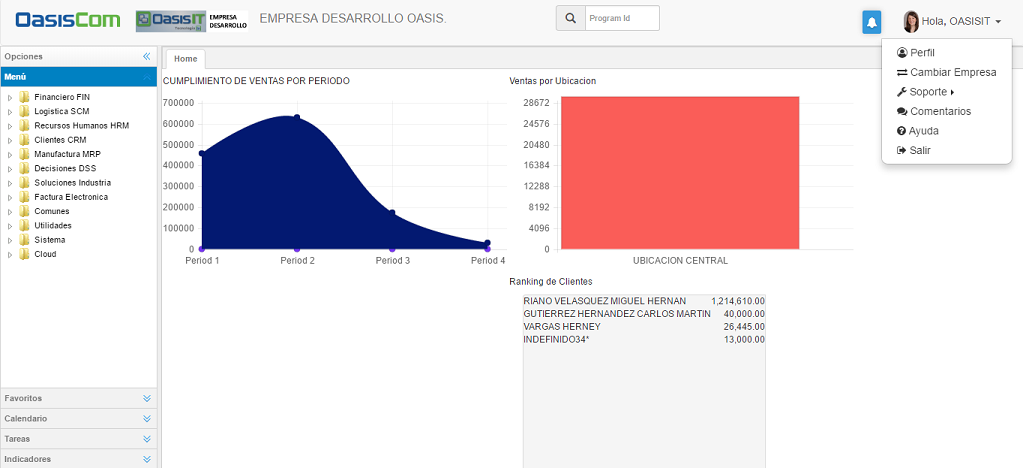 OasisCom
OasisIT
EMPRESA
DESARROLLO
EMPRESA DESARROLLO OASIS.
Program Id
Hola, OASISIT
Perfil
Cambiar Empresa
Soporte
Comentarios
Ayuda
Salir
Opciones
Menú
Financiero FIN
Logistica SCM
Recursos Humanos HRM
Clientes CRM
Manufactura MRP
Decisiones DSS
Soluciones Industria
Factura Electronica
Comunes
Utilidades
Sistema
Cloud
Favoritos
Calendario
Tareas
Indicadores
Home
CUMPLIMIENTO DE VENTAS POR PERIODO
700000
600000
500000
400000
300000
200000
100000
0
Period 1 Period 2 Period 3 Period 4
Ventas por Ubicacion
28672
24576
20480
16384
12288
8192
4096
0
UBICACION CENTRAL
Ranking de Clientes
RIANO VELASQUEZ MIGUEL HERNAN 1,214,610.00
GUTIERREZ HERNANDEZ CARLOS MARTIN 40,000.00
VARGAS HERNEY 26,445.00
INDEFINIDO34* 13,000.00